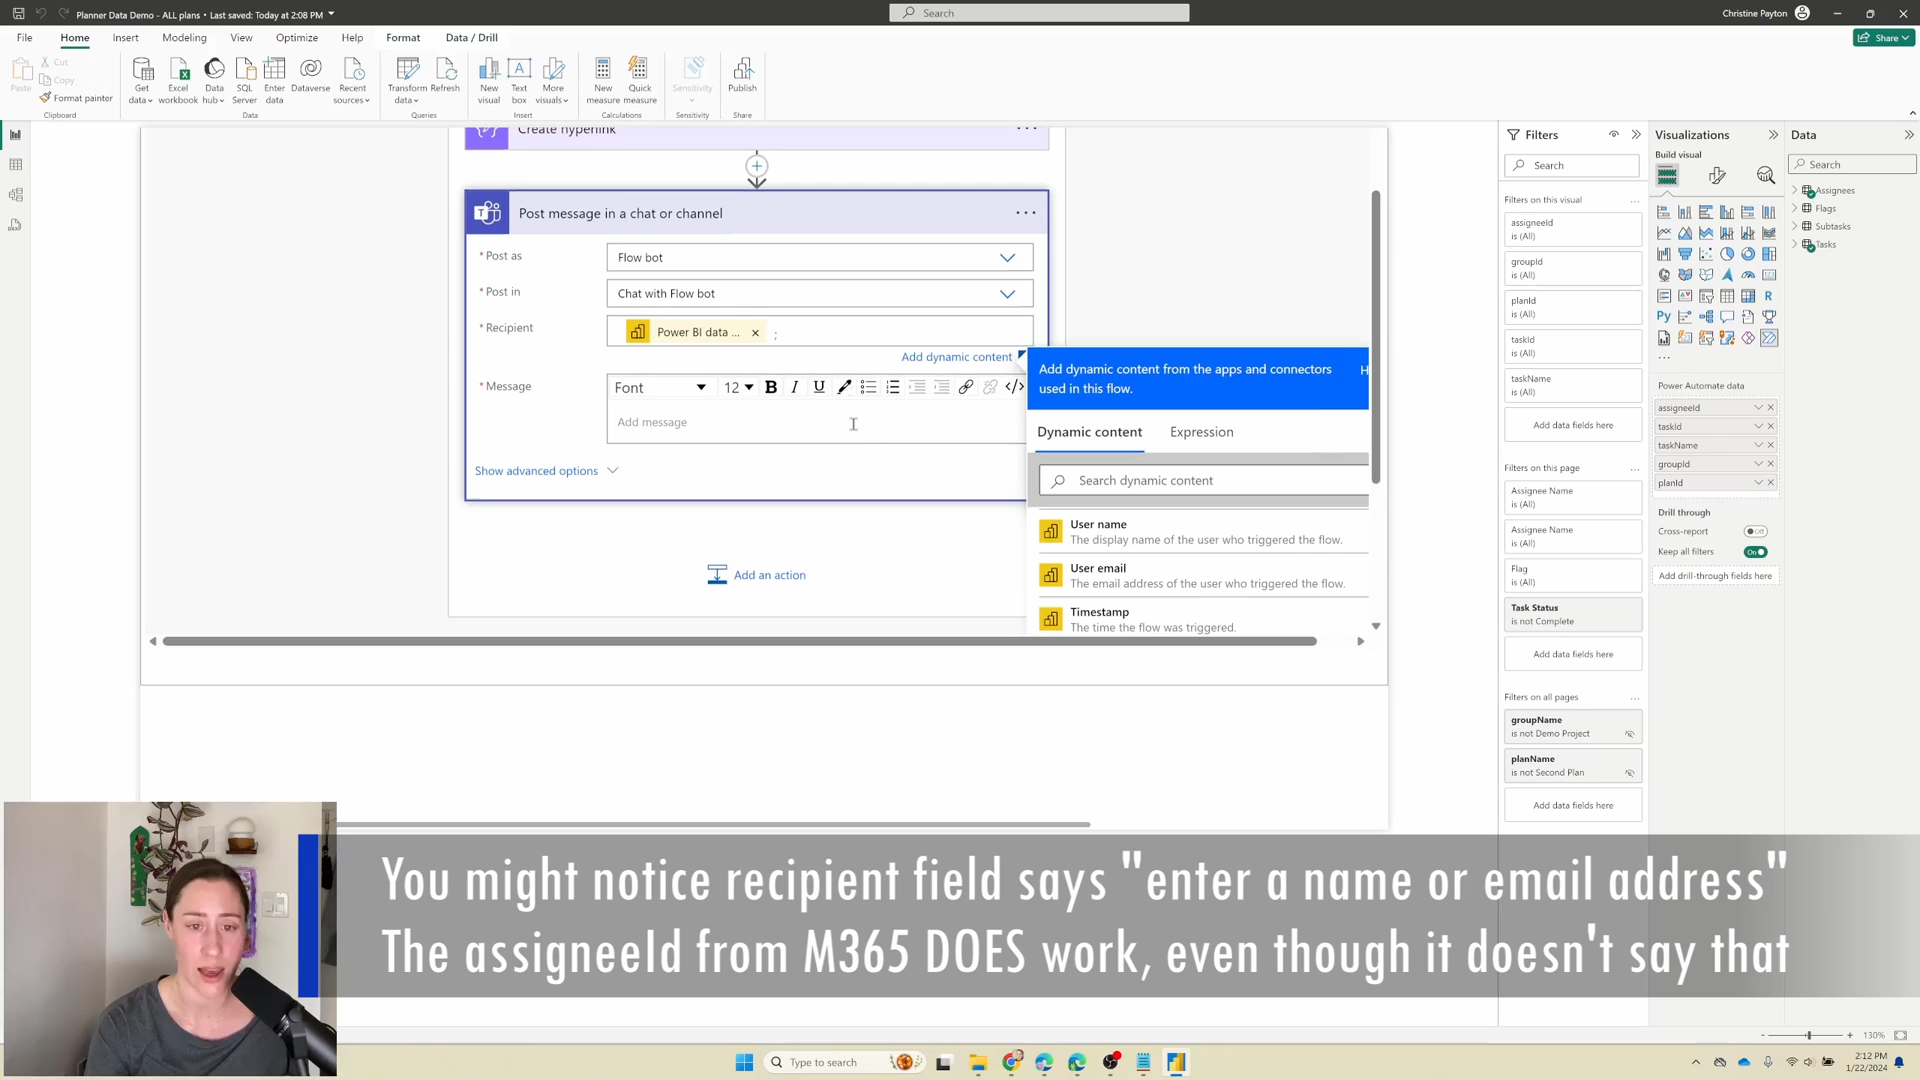 Planner Data Demo - ALL plans • Last saved: Today at 2:08 PM
Search
Christine Payton
File
Home
Insert
Modeling
View
Optimize
Help
Format
Data / Drill
Share
Paste
Cut
Copy
Format painter
Clipboard
Get data
Excel workbook
Data hub
SQL Server
Enter data
Dataverse
Recent sources
Data
Transform data
Refresh
Queries
New visual
Text box
More visuals
Insert
New measure
Quick measure
Calculations
Sensitivity
Sensitivity
Publish
Share
Create hyperlink
Post message in a chat or channel
* Post as
Flow bot
* Post in
Chat with Flow bot
* Recipient
Power BI data ... × ;
Add dynamic content
* Message
Font
12
B I U
</>
Add message
Show advanced options
Add an action
Add dynamic content from the apps and connectors
used in this flow.
H
Dynamic content
Expression
Search dynamic content
User name
The display name of the user who triggered the flow.
User email
The email address of the user who triggered the flow.
Timestamp
The time the flow was triggered.
Filters
Search
Filters on this visual
...
assigneeId
is (All)
groupId
is (All)
planId
is (All)
taskId
is (All)
taskName
is (All)
Add data fields here
Filters on this page
...
Assignee Name
is (All)
Assignee Name
is (All)
Flag
is (All)
Task Status
is not Complete
Add data fields here
Filters on all pages
...
groupName
is not Demo Project
planName
is not Second Plan
Add data fields here
Visualizations
Build visual
R
Py
...
Power Automate data
assigneeId
taskId
taskName
groupId
planId
Drill through
Cross-report
Off
Keep all filters
On
Add drill-through fields here
Data
Search
Assignees
Flags
Subtasks
Tasks
You might notice recipient field says "enter a name or email address"
The assigneeId from M365 DOES work, even though it doesn't say that
130%
Type to search
2:12 PM
1/22/2024